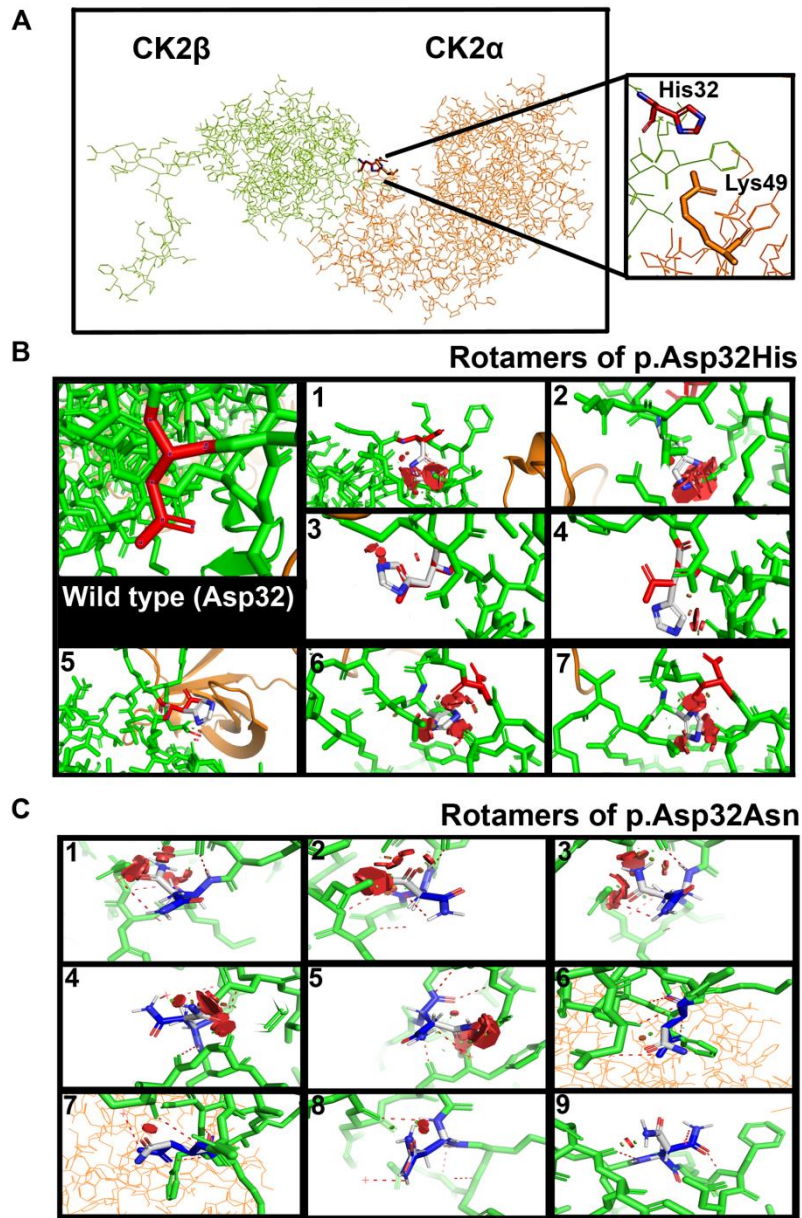 A
CK2β
CK2α
His32
Lys49
B
Rotamers of p.Asp32His
1
2
3
4
Wild type (Asp32)
5
6
7
C
Rotamers of p.Asp32Asn
1
2
3
4
5
6
7
8
9